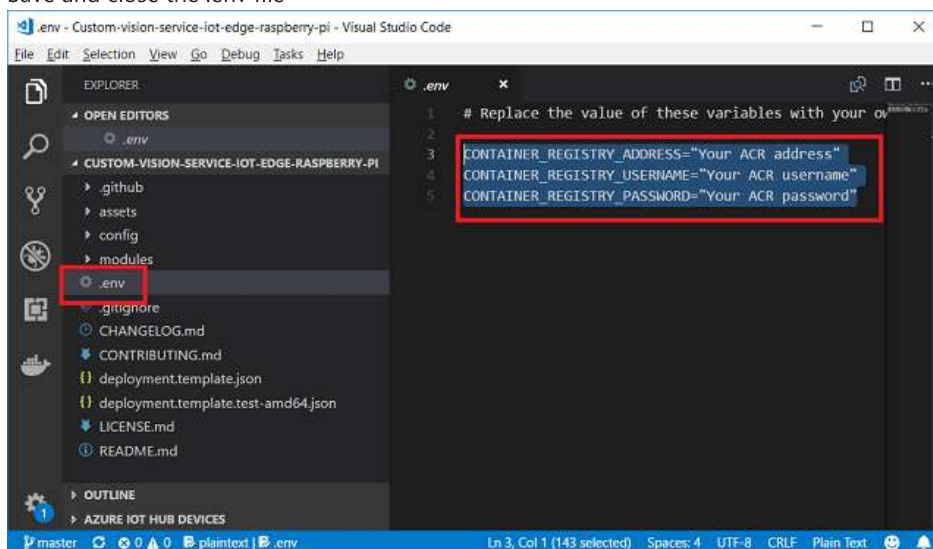 Save and close the .env file
.env - Custom-vision-service-iot-edge-raspberry-pi - Visual Studio Code
File Edit Selection View Go Debug Tasks Help
EXPLORER
OPEN EDITORS
.env
CUSTOM-VISION-SERVICE-IOT-EDGE-RASPBERRY-PI
.github
assets
config
modules
.env
.gitignore
CHANGELOG.md
CONTRIBUTING.md
{} deployment.template.json
{} deployment.template.test-amd64.json
LICENSE.md
README.md
OUTLINE
AZURE IOT HUB DEVICES
1
.env
1 # Replace the value of these variables with your ow
2
3 CONTAINER_REGISTRY_ADDRESS="Your ACR address"
4 CONTAINER_REGISTRY_USERNAME="Your ACR username"
5 CONTAINER_REGISTRY_PASSWORD="Your ACR password"
master 0 0 plaintext | .env Ln 3, Col 1 (143 selected) Spaces: 4 UTF-8 CRLF Plain Text